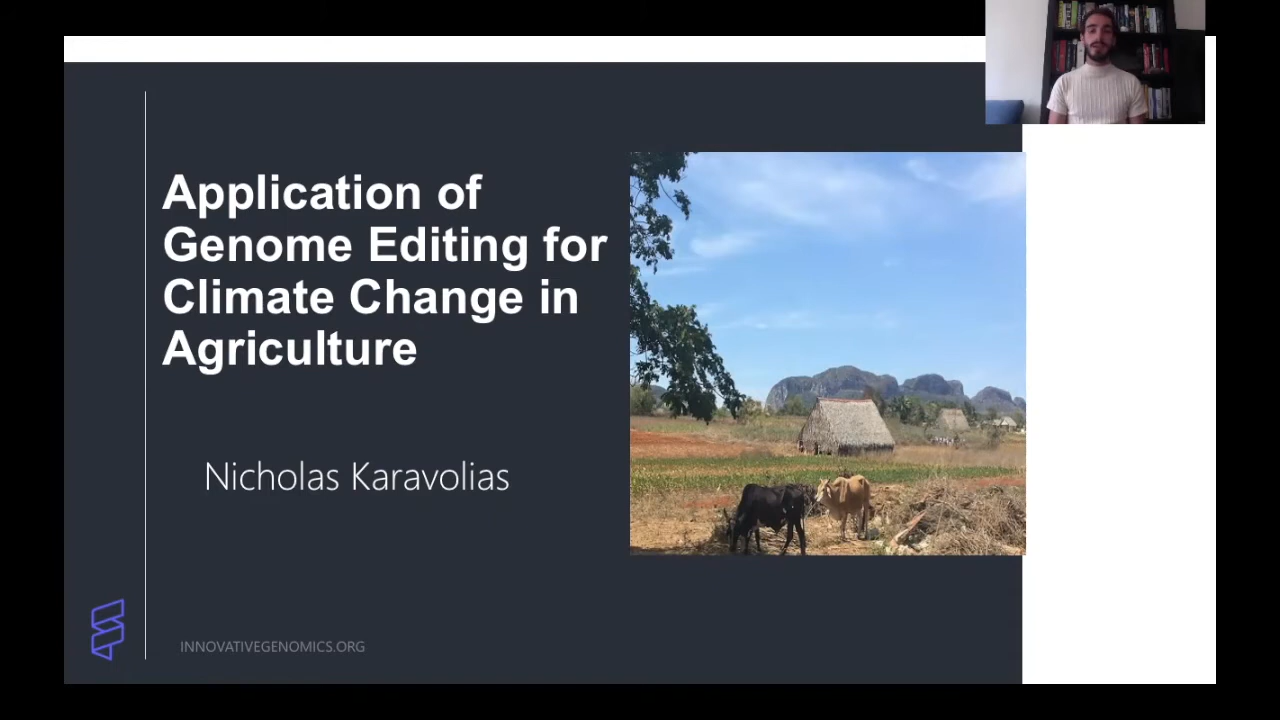 Application of
Genome Editing for
Climate Change in
Agriculture
Nicholas Karavolias
INNOVATIVEGENOMICS.ORG